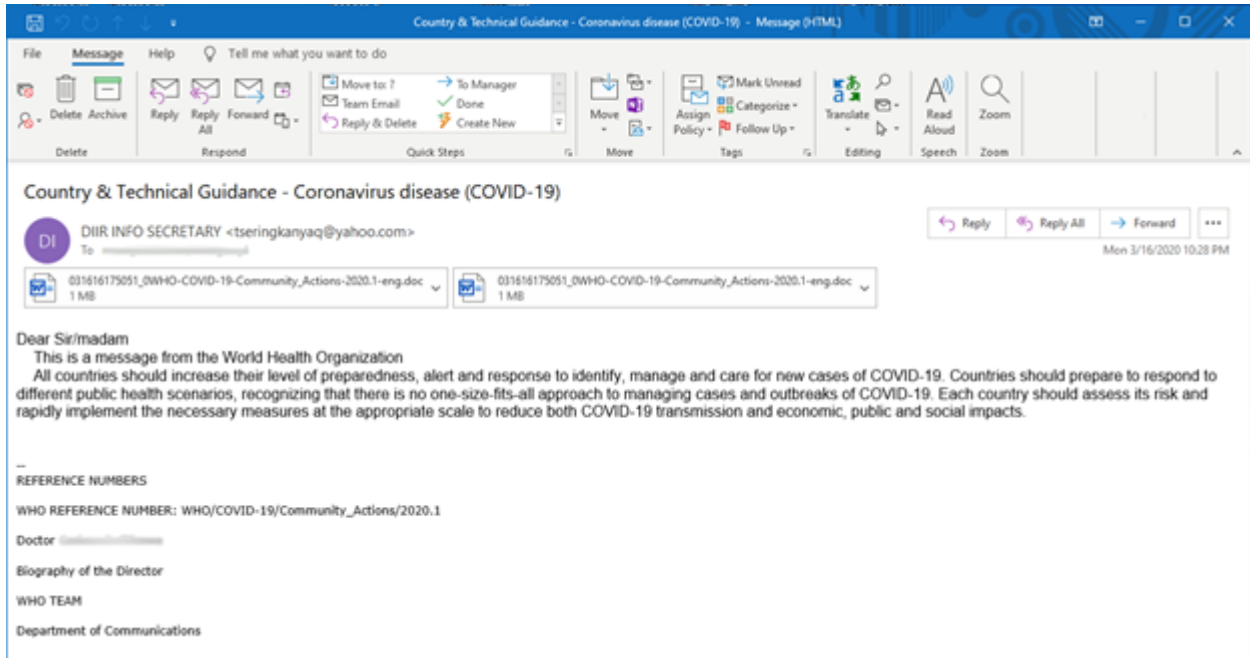 Country & Technical Guidance - Coronavirus disease (COVID-19) - Message (HTML)
File Message Help Tell me what you want to do
Delete Archive
Reply Reply All Forward
Move to: ? To Manager
Team Email Done
Reply & Delete Create New
Move
Assign Policy Mark Unread
Categorize
Follow Up
Translate
Read Aloud
Zoom
Delete Respond Quick Steps Move Tags Editing Speech Zoom
Country & Technical Guidance - Coronavirus disease (COVID-19)
DI
DIIR INFO SECRETARY <tseringkanyaq@yahoo.com>
To
Reply Reply All Forward
Mon 3/16/2020 10:28 PM
031616175051_0WHO-COVID-19-Community_Actions-2020.1-eng.doc
1 MB
031616175051_0WHO-COVID-19-Community_Actions-2020.1-eng.doc
1 MB
Dear Sir/madam
This is a message from the World Health Organization
All countries should increase their level of preparedness, alert and response to identify, manage and care for new cases of COVID-19. Countries should prepare to respond to
different public health scenarios, recognizing that there is no one-size-fits-all approach to managing cases and outbreaks of COVID-19. Each country should assess its risk and
rapidly implement the necessary measures at the appropriate scale to reduce both COVID-19 transmission and economic, public and social impacts.
--
REFERENCE NUMBERS
WHO REFERENCE NUMBER: WHO/COVID-19/Community_Actions/2020.1
Doctor
Biography of the Director
WHO TEAM
Department of Communications